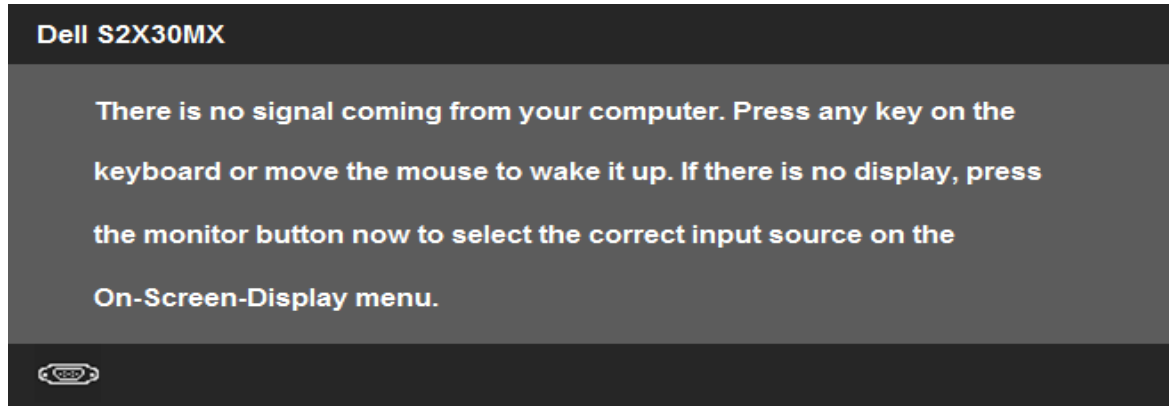 Dell S2X30MX
There is no signal coming from your computer. Press any key on the
keyboard or move the mouse to wake it up. If there is no display, press
the monitor button now to select the correct input source on the
On-Screen-Display menu.